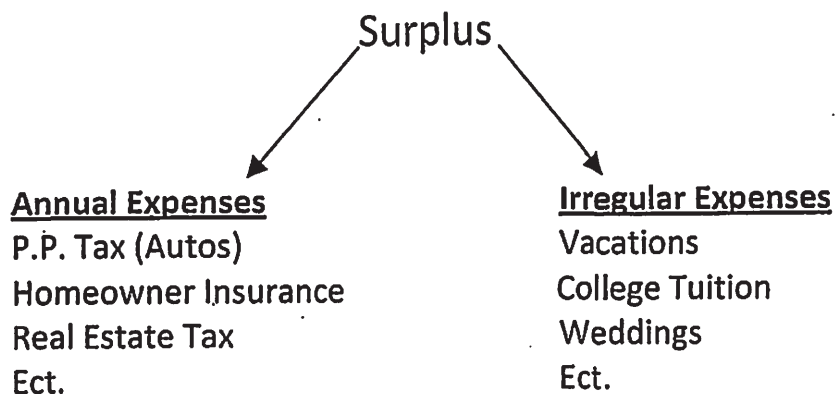 Surplus
Annual Expenses
P.P. Tax (Autos)
Homeowner Insurance
Real Estate Tax
Ect.
Irregular Expenses
Vacations
College Tuition
Weddings
Ect.